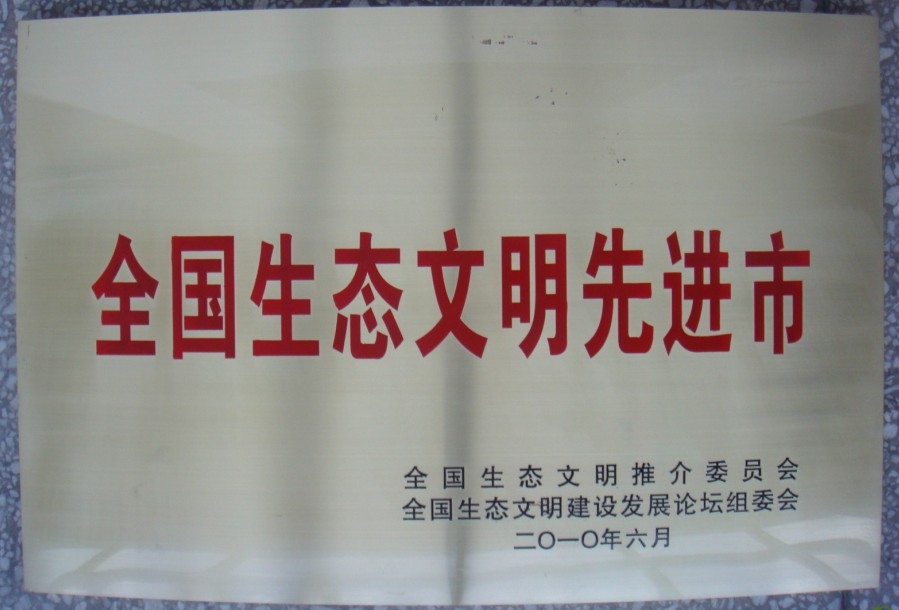 全国生态文明先进市
全国生态文明推介委员会
全国生态文明建设发展论坛组委会
二〇一〇年六月